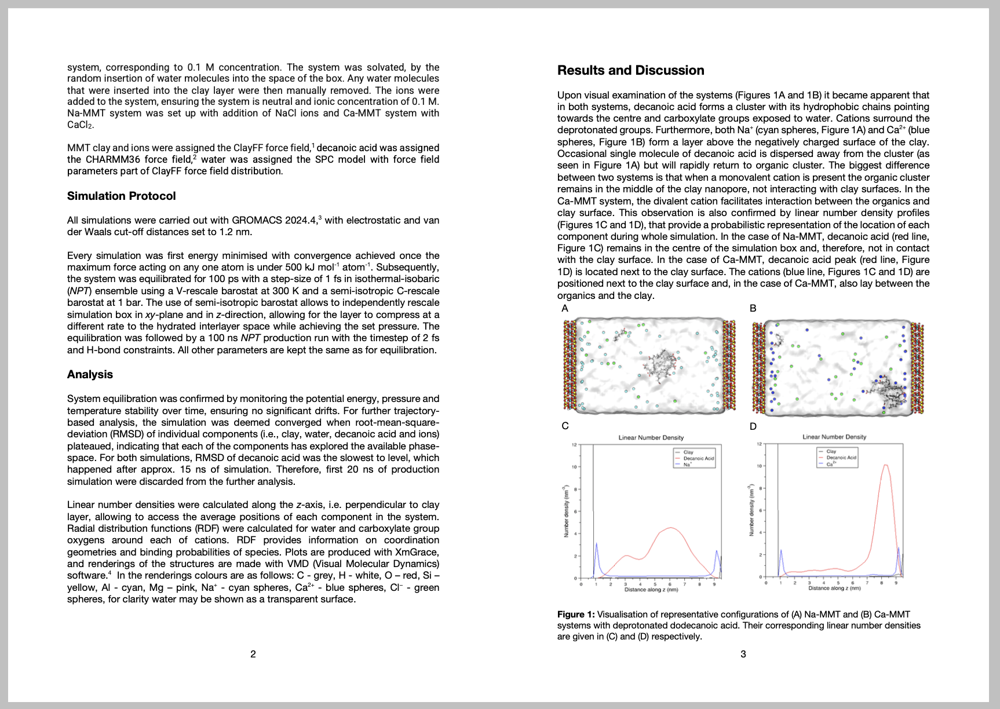 system, corresponding to 0.1 M concentration. The system was solvated, by the
random insertion of water molecules into the space of the box. Any water molecules
that were inserted into the clay layer were then manually removed. The ions were
added to the system, ensuring the system is neutral and ionic concentration of 0.1 M.
Na-MMT system was set up with addition of NaCl ions and Ca-MMT system with
CaCl₂.
MMT clay and ions were assigned the ClayFF force field,¹ decanoic acid was assigned
the CHARMM36 force field,² water was assigned the SPC model with force field
parameters part of ClayFF force field distribution.
Simulation Protocol
All simulations were carried out with GROMACS 2024.4,³ with electrostatic and van
der Waals cut-off distances set to 1.2 nm.
Every simulation was first energy minimised with convergence achieved once the
maximum force acting on any one atom is under 500 kJ mol⁻¹ atom⁻¹. Subsequently,
the system was equilibrated for 100 ps with a step-size of 1 fs in isothermal-isobaric
(NPT) ensemble using a V-rescale barostat at 300 K and a semi-isotropic C-rescale
barostat at 1 bar. The use of semi-isotropic barostat allows to independently rescale
simulation box in xy-plane and in z-direction, allowing for the layer to compress at a
different rate to the hydrated interlayer space while achieving the set pressure. The
equilibration was followed by a 100 ns NPT production run with the timestep of 2 fs
and H-bond constraints. All other parameters are kept the same as for equilibration.
Analysis
System equilibration was confirmed by monitoring the potential energy, pressure and
temperature stability over time, ensuring no significant drifts. For further trajectory-
based analysis, the simulation was deemed converged when root-mean-square-
deviation (RMSD) of individual components (i.e., clay, water, decanoic acid and ions)
plateaued, indicating that each of the components has explored the available phase-
space. For both simulations, RMSD of decanoic acid was the slowest to level, which
happened after approx. 15 ns of simulation. Therefore, first 20 ns of production
simulation were discarded from the further analysis.
Linear number densities were calculated along the z-axis, i.e. perpendicular to clay
layer, allowing to access the average positions of each component in the system.
Radial distribution functions (RDF) were calculated for water and carboxylate group
oxygens around each of cations. RDF provides information on coordination
geometries and binding probabilities of species. Plots are produced with XmGrace,
and renderings of the structures are made with VMD (Visual Molecular Dynamics)
software.⁴ In the renderings colours are as follows: C - grey, H - white, O – red, Si –
yellow, Al - cyan, Mg – pink, Na⁺ - cyan spheres, Ca²⁺ - blue spheres, Cl⁻ - green
spheres, for clarity water may be shown as a transparent surface.
2
Results and Discussion
Upon visual examination of the systems (Figures 1A and 1B) it became apparent that
in both systems, decanoic acid forms a cluster with its hydrophobic chains pointing
towards the centre and carboxylate groups exposed to water. Cations surround the
deprotonated groups. Furthermore, both Na⁺ (cyan spheres, Figure 1A) and Ca²⁺ (blue
spheres, Figure 1B) form a layer above the negatively charged surface of the clay.
Occasional single molecule of decanoic acid is dispersed away from the cluster (as
seen in Figure 1A) but will rapidly return to organic cluster. The biggest difference
between two systems is that when a monovalent cation is present the organic cluster
remains in the middle of the clay nanopore, not interacting with clay surfaces. In the
Ca-MMT system, the divalent cation facilitates interaction between the organics and
clay surface. This observation is also confirmed by linear number density profiles
(Figures 1C and 1D), that provide a probabilistic representation of the location of each
component during whole simulation. In the case of Na-MMT, decanoic acid (red line,
Figure 1C) remains in the centre of the simulation box and, therefore, not in contact
with the clay surface. In the case of Ca-MMT, decanoic acid peak (red line, Figure
1D) is located next to the clay surface. The cations (blue line, Figures 1C and 1D) are
positioned next to the clay surface and, in the case of Ca-MMT, also lay between the
organics and the clay.
A
B
C
Linear Number Density
Clay
Decanoic Acid
Na⁺
12
10
8
6
4
2
0
Number density (nm⁻³)
0 1 2 3 4 5 6 7 8 9
Distance along z (nm)
D
Linear Number Density
Clay
Decanoic Acid
Ca²⁺
12
10
8
6
4
2
0
Number density (nm⁻³)
0 1 2 3 4 5 6 7 8 9
Distance along z (nm)
Figure 1: Visualisation of representative configurations of (A) Na-MMT and (B) Ca-MMT
systems with deprotonated dodecanoic acid. Their corresponding linear number densities
are given in (C) and (D) respectively.
3